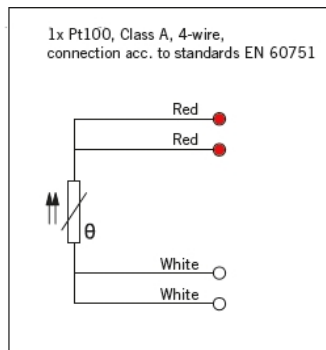 1x Pt100, Class A, 4-wire,
connection acc. to standards EN 60751
Red
Red
θ
White
White